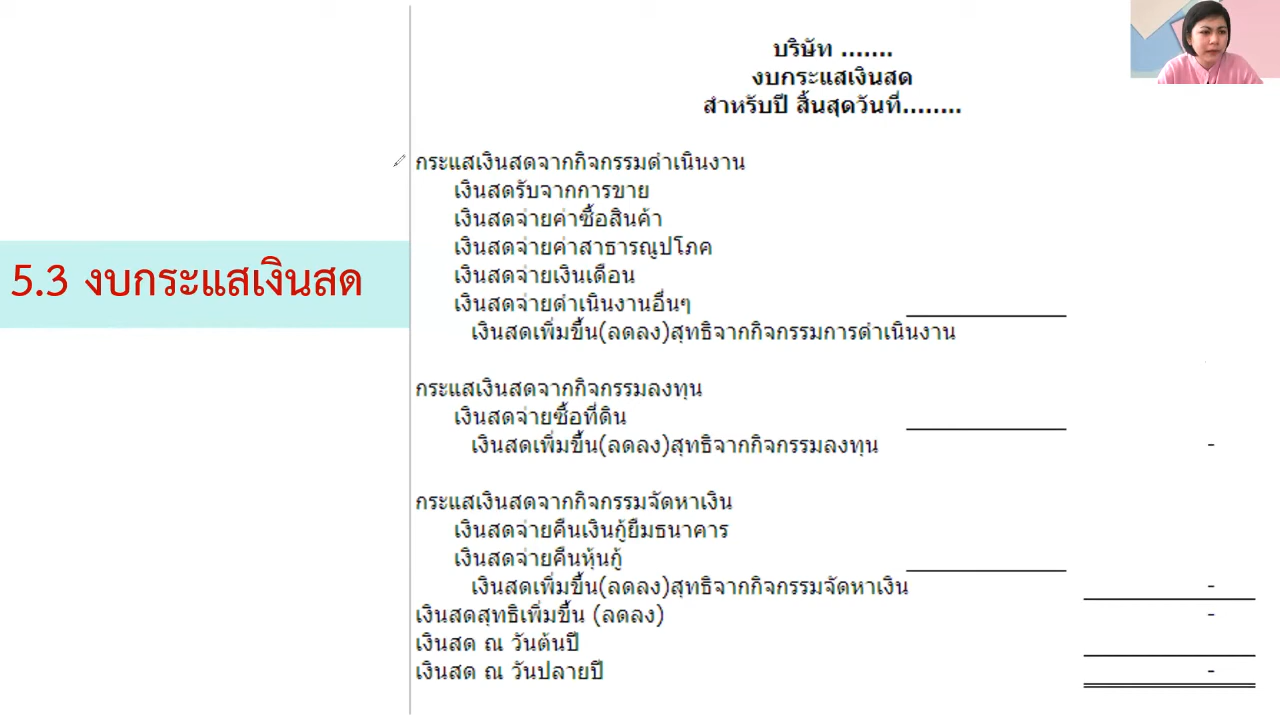 5.3 งบกระแสเงินสด
บริษัท .......
งบกระแสเงินสด
สำหรับปี สิ้นสุดวันที่........
กระแสเงินสดจากกิจกรรมดำเนินงาน
เงินสดรับจากการขาย
เงินสดจ่ายค่าซื้อสินค้า
เงินสดจ่ายค่าสาธารณูปโภค
เงินสดจ่ายเงินเดือน
เงินสดจ่ายดำเนินงานอื่นๆ
เงินสดเพิ่มขึ้น(ลดลง)สุทธิจากกิจกรรมการดำเนินงาน
กระแสเงินสดจากกิจกรรมลงทุน
เงินสดจ่ายซื้อที่ดิน
เงินสดเพิ่มขึ้น(ลดลง)สุทธิจากกิจกรรมลงทุน -
กระแสเงินสดจากกิจกรรมจัดหาเงิน
เงินสดจ่ายคืนเงินกู้ยืมธนาคาร
เงินสดจ่ายคืนหุ้นกู้
เงินสดเพิ่มขึ้น(ลดลง)สุทธิจากกิจกรรมจัดหาเงิน -
เงินสดสุทธิเพิ่มขึ้น (ลดลง) -
เงินสด ณ วันต้นปี
เงินสด ณ วันปลายปี -